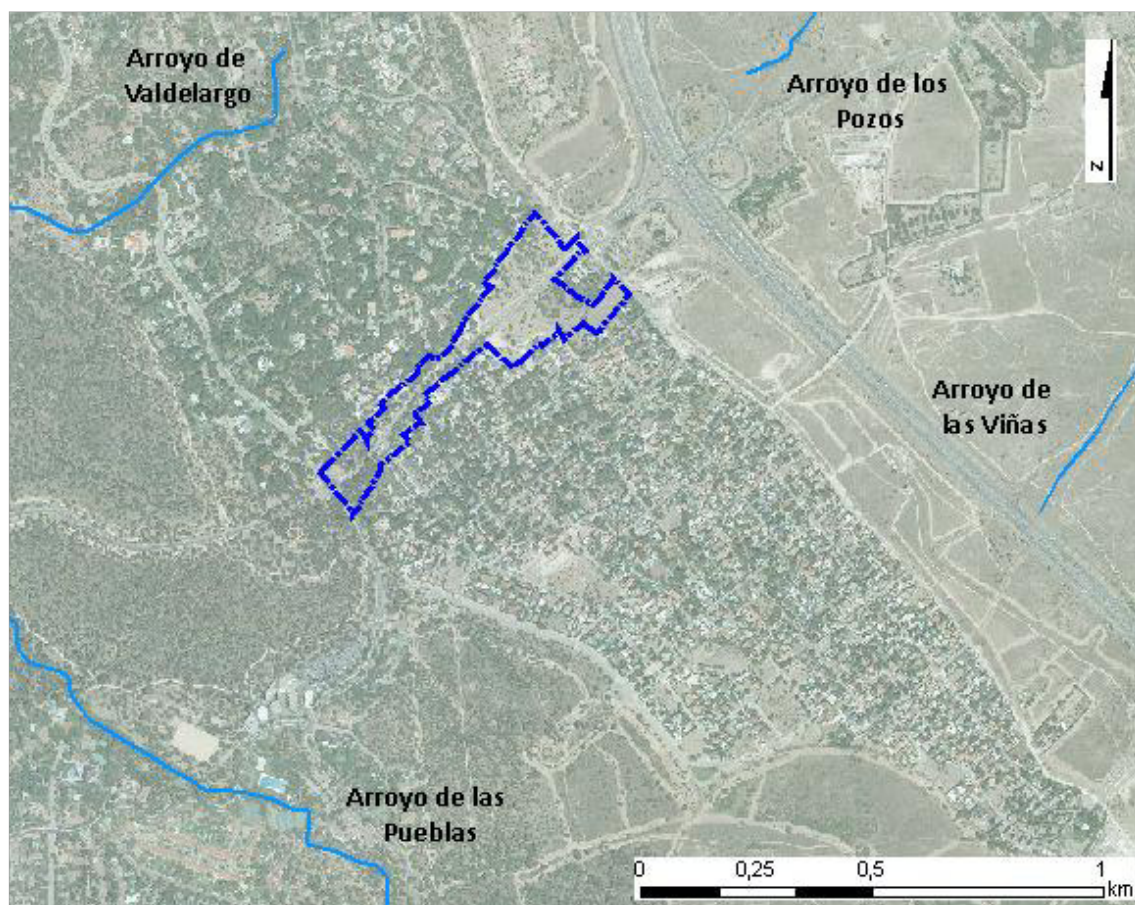 Arroyo de
Valdelargo
Arroyo de los
Pozos
N
Arroyo de
las Viñas
Arroyo de las
Pueblas
0 0,25 0,5 1
km